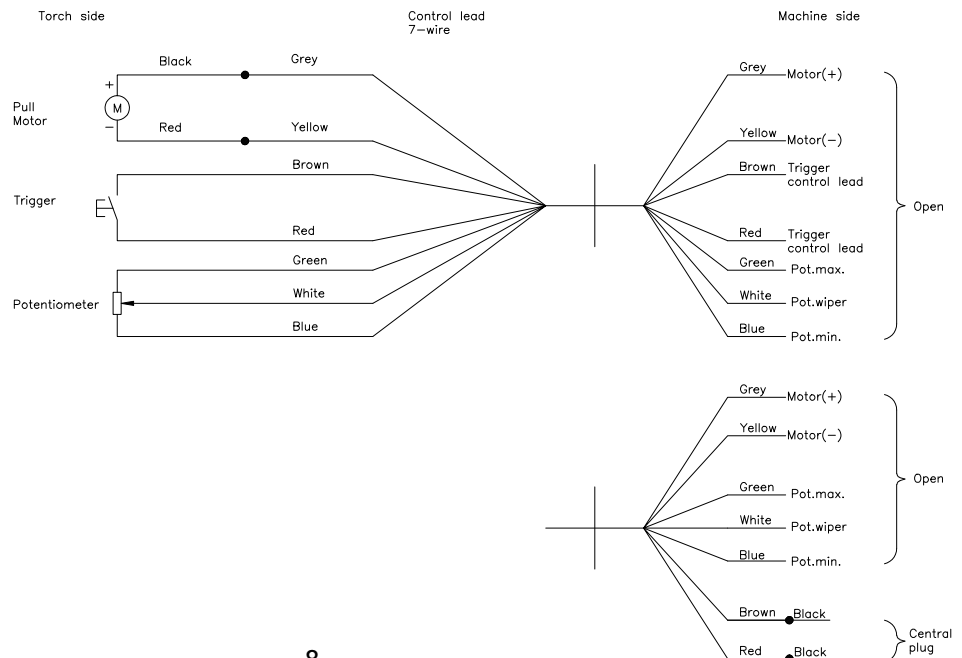 Torch side
Control lead
7-wire
Machine side
Black
Grey
Grey
Motor(+)
+
M
Pull
Motor
-
Red
Yellow
Yellow
Motor(-)
Brown
Brown
Trigger
control lead
Trigger
Open
Red
Red
Trigger
control lead
Green
Green
Pot.max.
White
White
Pot.wiper
Potentiometer
Blue
Blue
Pot.min.
Grey
Motor(+)
Yellow
Motor(-)
Open
Green
Pot.max.
White
Pot.wiper
Blue
Pot.min.
Brown
Black
Central
plug
Red
Black